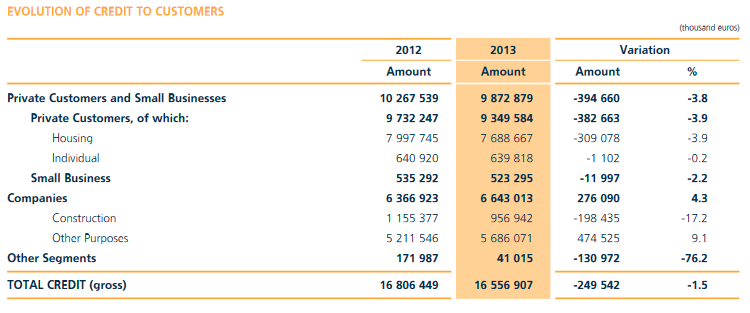 EVOLUTION OF CREDIT TO CUSTOMERS
(thousand euros)
2012 2013 Variation
Amount Amount Amount %
Private Customers and Small Businesses 10 267 539 9 872 879 -394 660 -3.8
Private Customers, of which: 9 732 247 9 349 584 -382 663 -3.9
Housing 7 997 745 7 688 667 -309 078 -3.9
Individual 640 920 639 818 -1 102 -0.2
Small Business 535 292 523 295 -11 997 -2.2
Companies 6 366 923 6 643 013 276 090 4.3
Construction 1 155 377 956 942 -198 435 -17.2
Other Purposes 5 211 546 5 686 071 474 525 9.1
Other Segments 171 987 41 015 -130 972 -76.2
TOTAL CREDIT (gross) 16 806 449 16 556 907 -249 542 -1.5